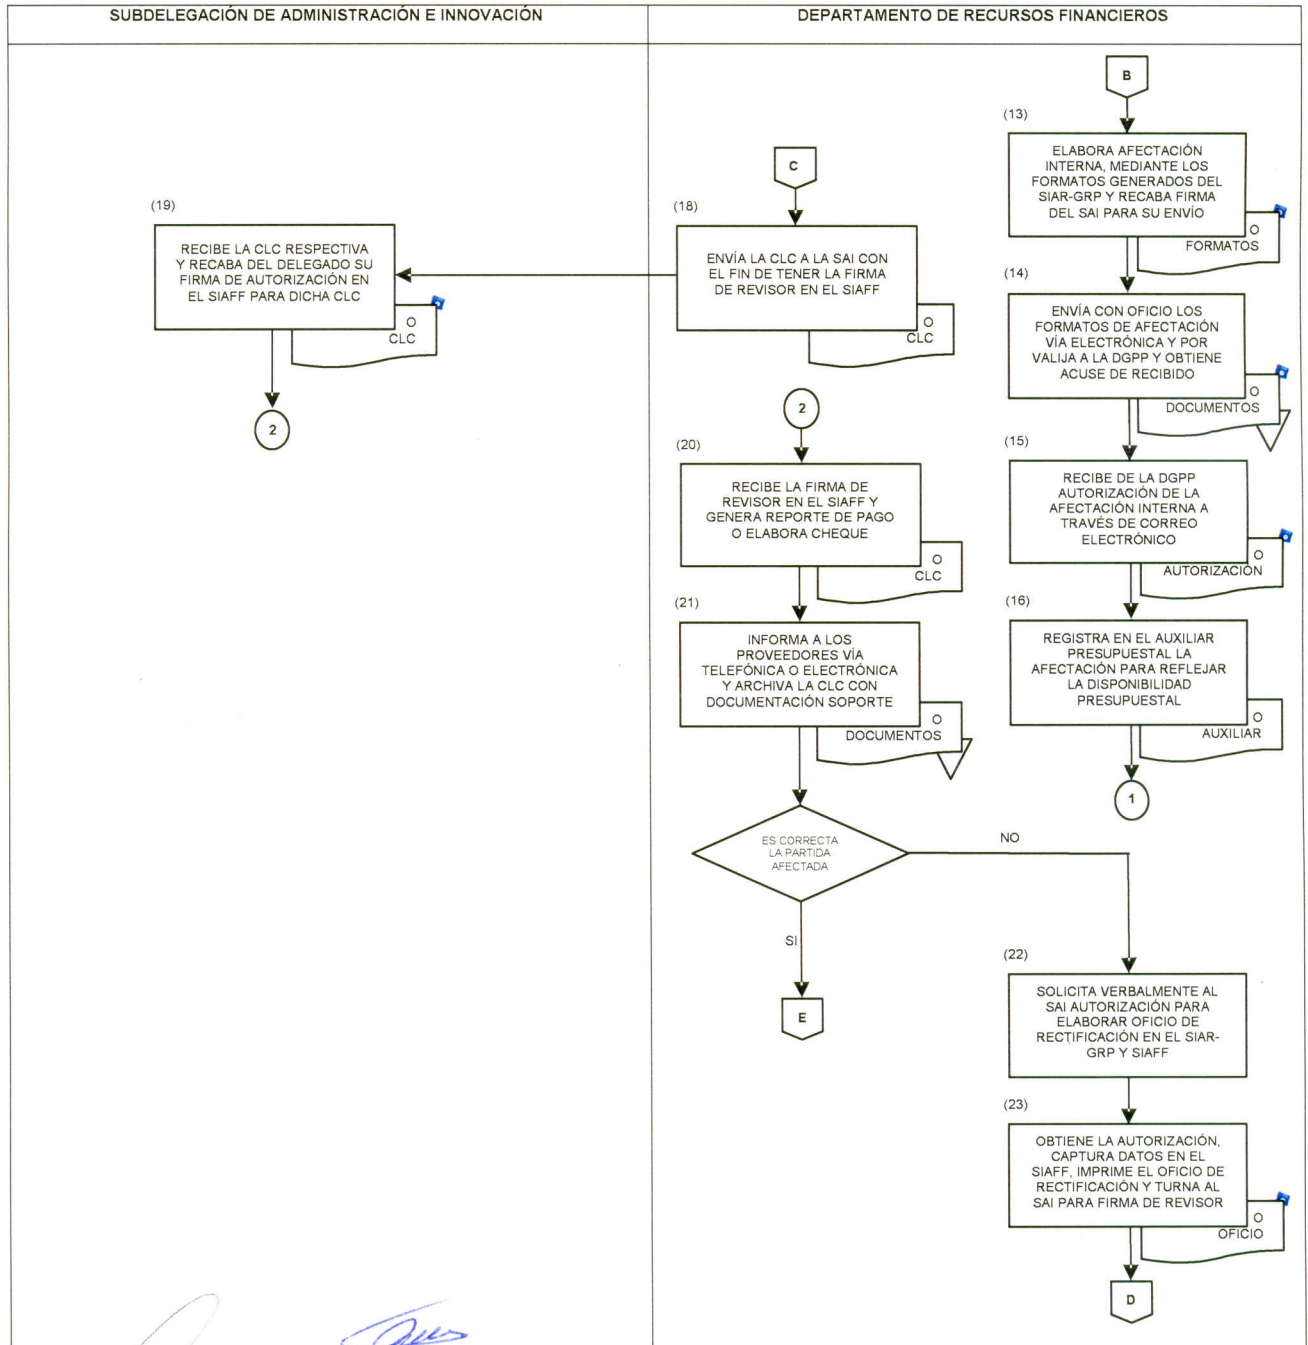 SUBDELEGACIÓN DE ADMINISTRACIÓN E INNOVACIÓN
DEPARTAMENTO DE RECURSOS FINANCIEROS
(19)
RECIBE LA CLC RESPECTIVA
Y RECABA DEL DELEGADO SU
FIRMA DE AUTORIZACIÓN EN
EL SIAFF PARA DICHA CLC
O
CLC
2
C
(18)
ENVÍA LA CLC A LA SAI CON
EL FIN DE TENER LA FIRMA
DE REVISOR EN EL SIAFF
O
CLC
2
(20)
RECIBE LA FIRMA DE
REVISOR EN EL SIAFF Y
GENERA REPORTE DE PAGO
O ELABORA CHEQUE
O
CLC
(21)
INFORMA A LOS
PROVEEDORES VÍA
TELEFÓNICA O ELECTRÓNICA
Y ARCHIVA LA CLC CON
DOCUMENTACIÓN SOPORTE
O
DOCUMENTOS
ES CORRECTA
LA PARTIDA
AFECTADA
NO
SI
E
B
(13)
ELABORA AFECTACIÓN
INTERNA, MEDIANTE LOS
FORMATOS GENERADOS DEL
SIAR-GRP Y RECABA FIRMA
DEL SAI PARA SU ENVÍO
O
FORMATOS
(14)
ENVÍA CON OFICIO LOS
FORMATOS DE AFECTACIÓN
VÍA ELECTRÓNICA Y POR
VALIJA A LA DGPP Y OBTIENE
ACUSE DE RECIBIDO
O
DOCUMENTOS
(15)
RECIBE DE LA DGPP
AUTORIZACIÓN DE LA
AFECTACIÓN INTERNA A
TRAVÉS DE CORREO
ELECTRÓNICO
O
AUTORIZACIÓN
(16)
REGISTRA EN EL AUXILIAR
PRESUPUESTAL LA
AFECTACIÓN PARA REFLEJAR
LA DISPONIBILIDAD
PRESUPUESTAL
O
AUXILIAR
1
(22)
SOLICITA VERBALMENTE AL
SAI AUTORIZACIÓN PARA
ELABORAR OFICIO DE
RECTIFICACIÓN EN EL SIAR-
GRP Y SIAFF
(23)
OBTIENE LA AUTORIZACIÓN,
CAPTURA DATOS EN EL
SIAFF, IMPRIME EL OFICIO DE
RECTIFICACIÓN Y TURNA AL
SAI PARA FIRMA DE REVISOR
O
OFICIO
D